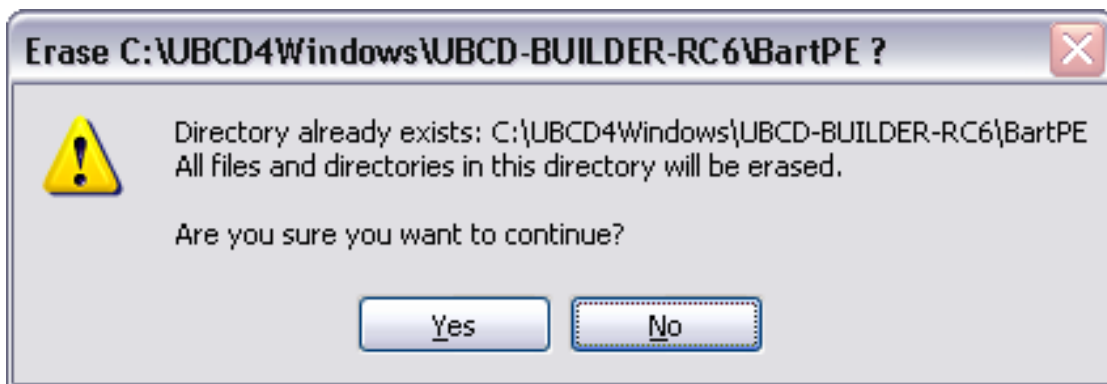 Erase C:\UBCD4Windows\UBCD-BUILDER-RC6\BartPE ?
Directory already exists: C:\UBCD4Windows\UBCD-BUILDER-RC6\BartPE
All files and directories in this directory will be erased.
Are you sure you want to continue?
Yes No